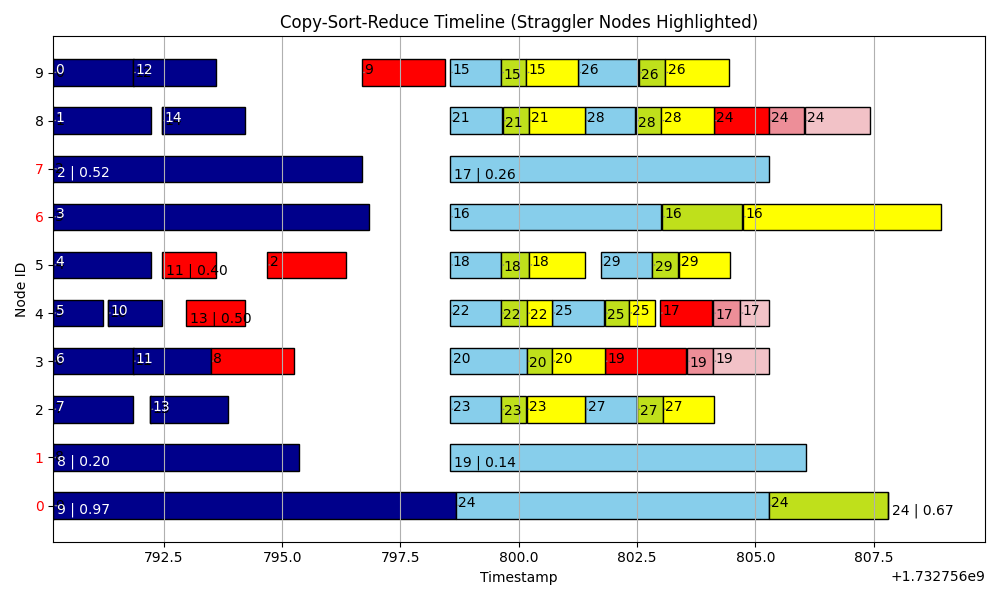 Copy-Sort-Reduce Timeline (Straggler Nodes Highlighted)
9 0 12 9 15 15 15 26 26 26
8 1 14 21 21 21 28 28 28 24 24 24
7 2 | 0.52 17 | 0.26
6 3 16 16 16
5 4 11 | 0.40 2 18 18 18 29 29 29
4 5 10 13 | 0.50 22 22 22 25 25 25 17 17 17
3 6 11 8 20 20 20 19 19 19
2 7 13 23 23 23 27 27 27
1 8 | 0.20 19 | 0.14
0 9 | 0.97 24 24 24 | 0.67
Node ID
792.5 795.0 797.5 800.0 802.5 805.0 807.5
Timestamp
+1.732756e9